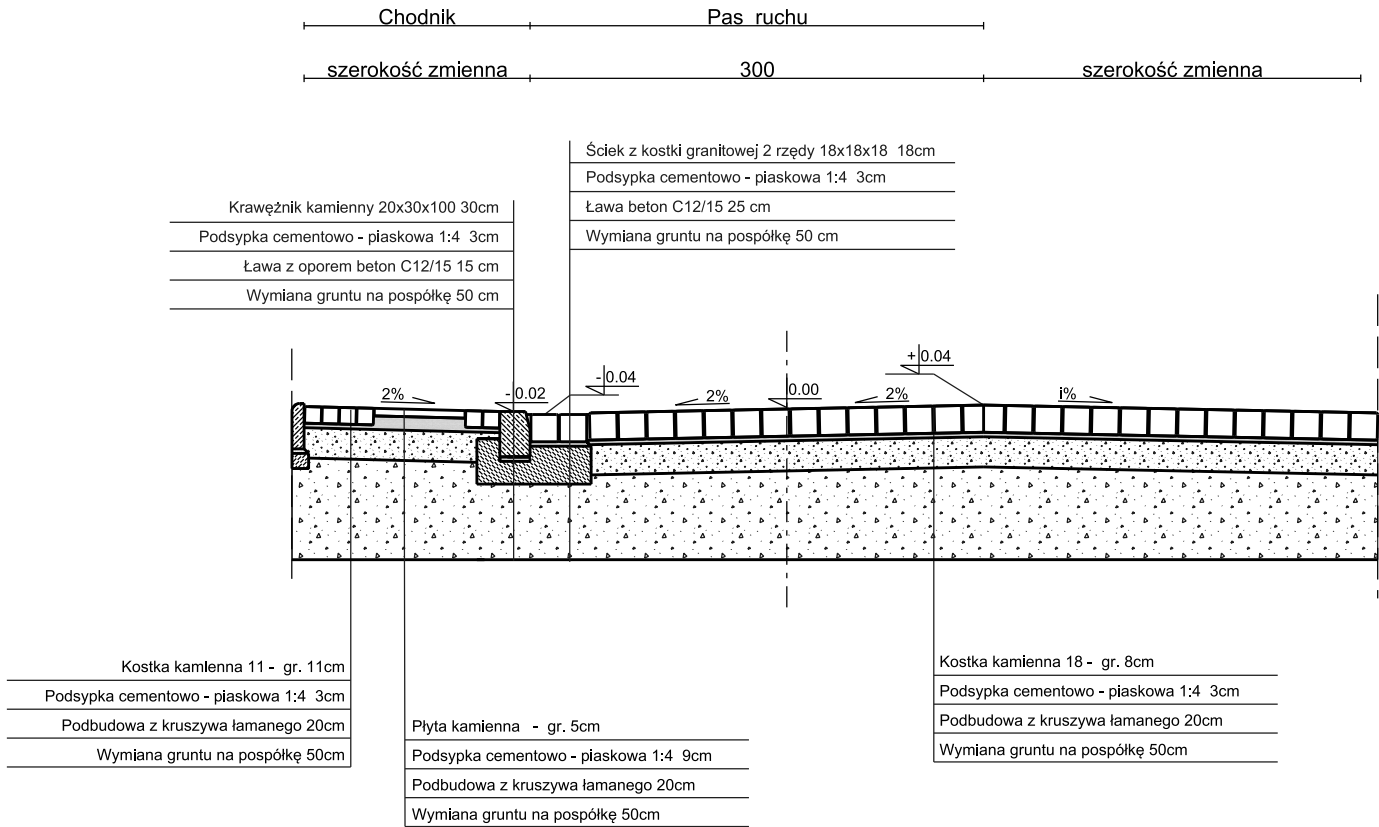 Chodnik
Pas ruchu
szerokość zmienna
300
szerokość zmienna
Ściek z kostki granitowej 2 rzędy 18x18x18 18cm
Podsypka cementowo - piaskowa 1:4 3cm
Ława beton C12/15 25 cm
Wymiana gruntu na pospółkę 50 cm
Krawężnik kamienny 20x30x100 30cm
Podsypka cementowo - piaskowa 1:4 3cm
Ława z oporem beton C12/15 15 cm
Wymiana gruntu na pospółkę 50 cm
2%
-0.02
-0.04
2%
0.00
2%
+0.04
i%
Kostka kamienna 11 - gr. 11cm
Podsypka cementowo - piaskowa 1:4 3cm
Podbudowa z kruszywa łamanego 20cm
Wymiana gruntu na pospółkę 50cm
Płyta kamienna - gr. 5cm
Podsypka cementowo - piaskowa 1:4 9cm
Podbudowa z kruszywa łamanego 20cm
Wymiana gruntu na pospółkę 50cm
Kostka kamienna 18 - gr. 8cm
Podsypka cementowo - piaskowa 1:4 3cm
Podbudowa z kruszywa łamanego 20cm
Wymiana gruntu na pospółkę 50cm